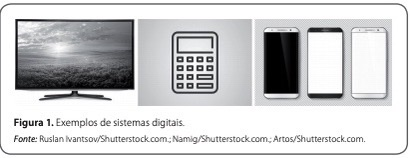 Figura 1. Exemplos de sistemas digitais.
Fonte: Ruslan Ivantsov/Shutterstock.com.; Namig/Shutterstock.com.; Artos/Shutterstock.com.